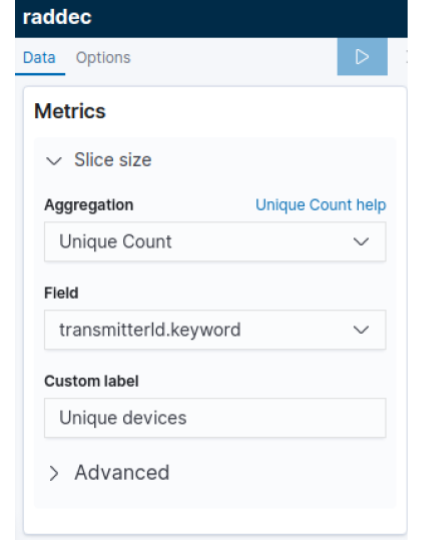 raddec
Data Options
Metrics
Slice size
Aggregation Unique Count help
Unique Count
Field
transmitterId.keyword
Custom label
Unique devices
Advanced